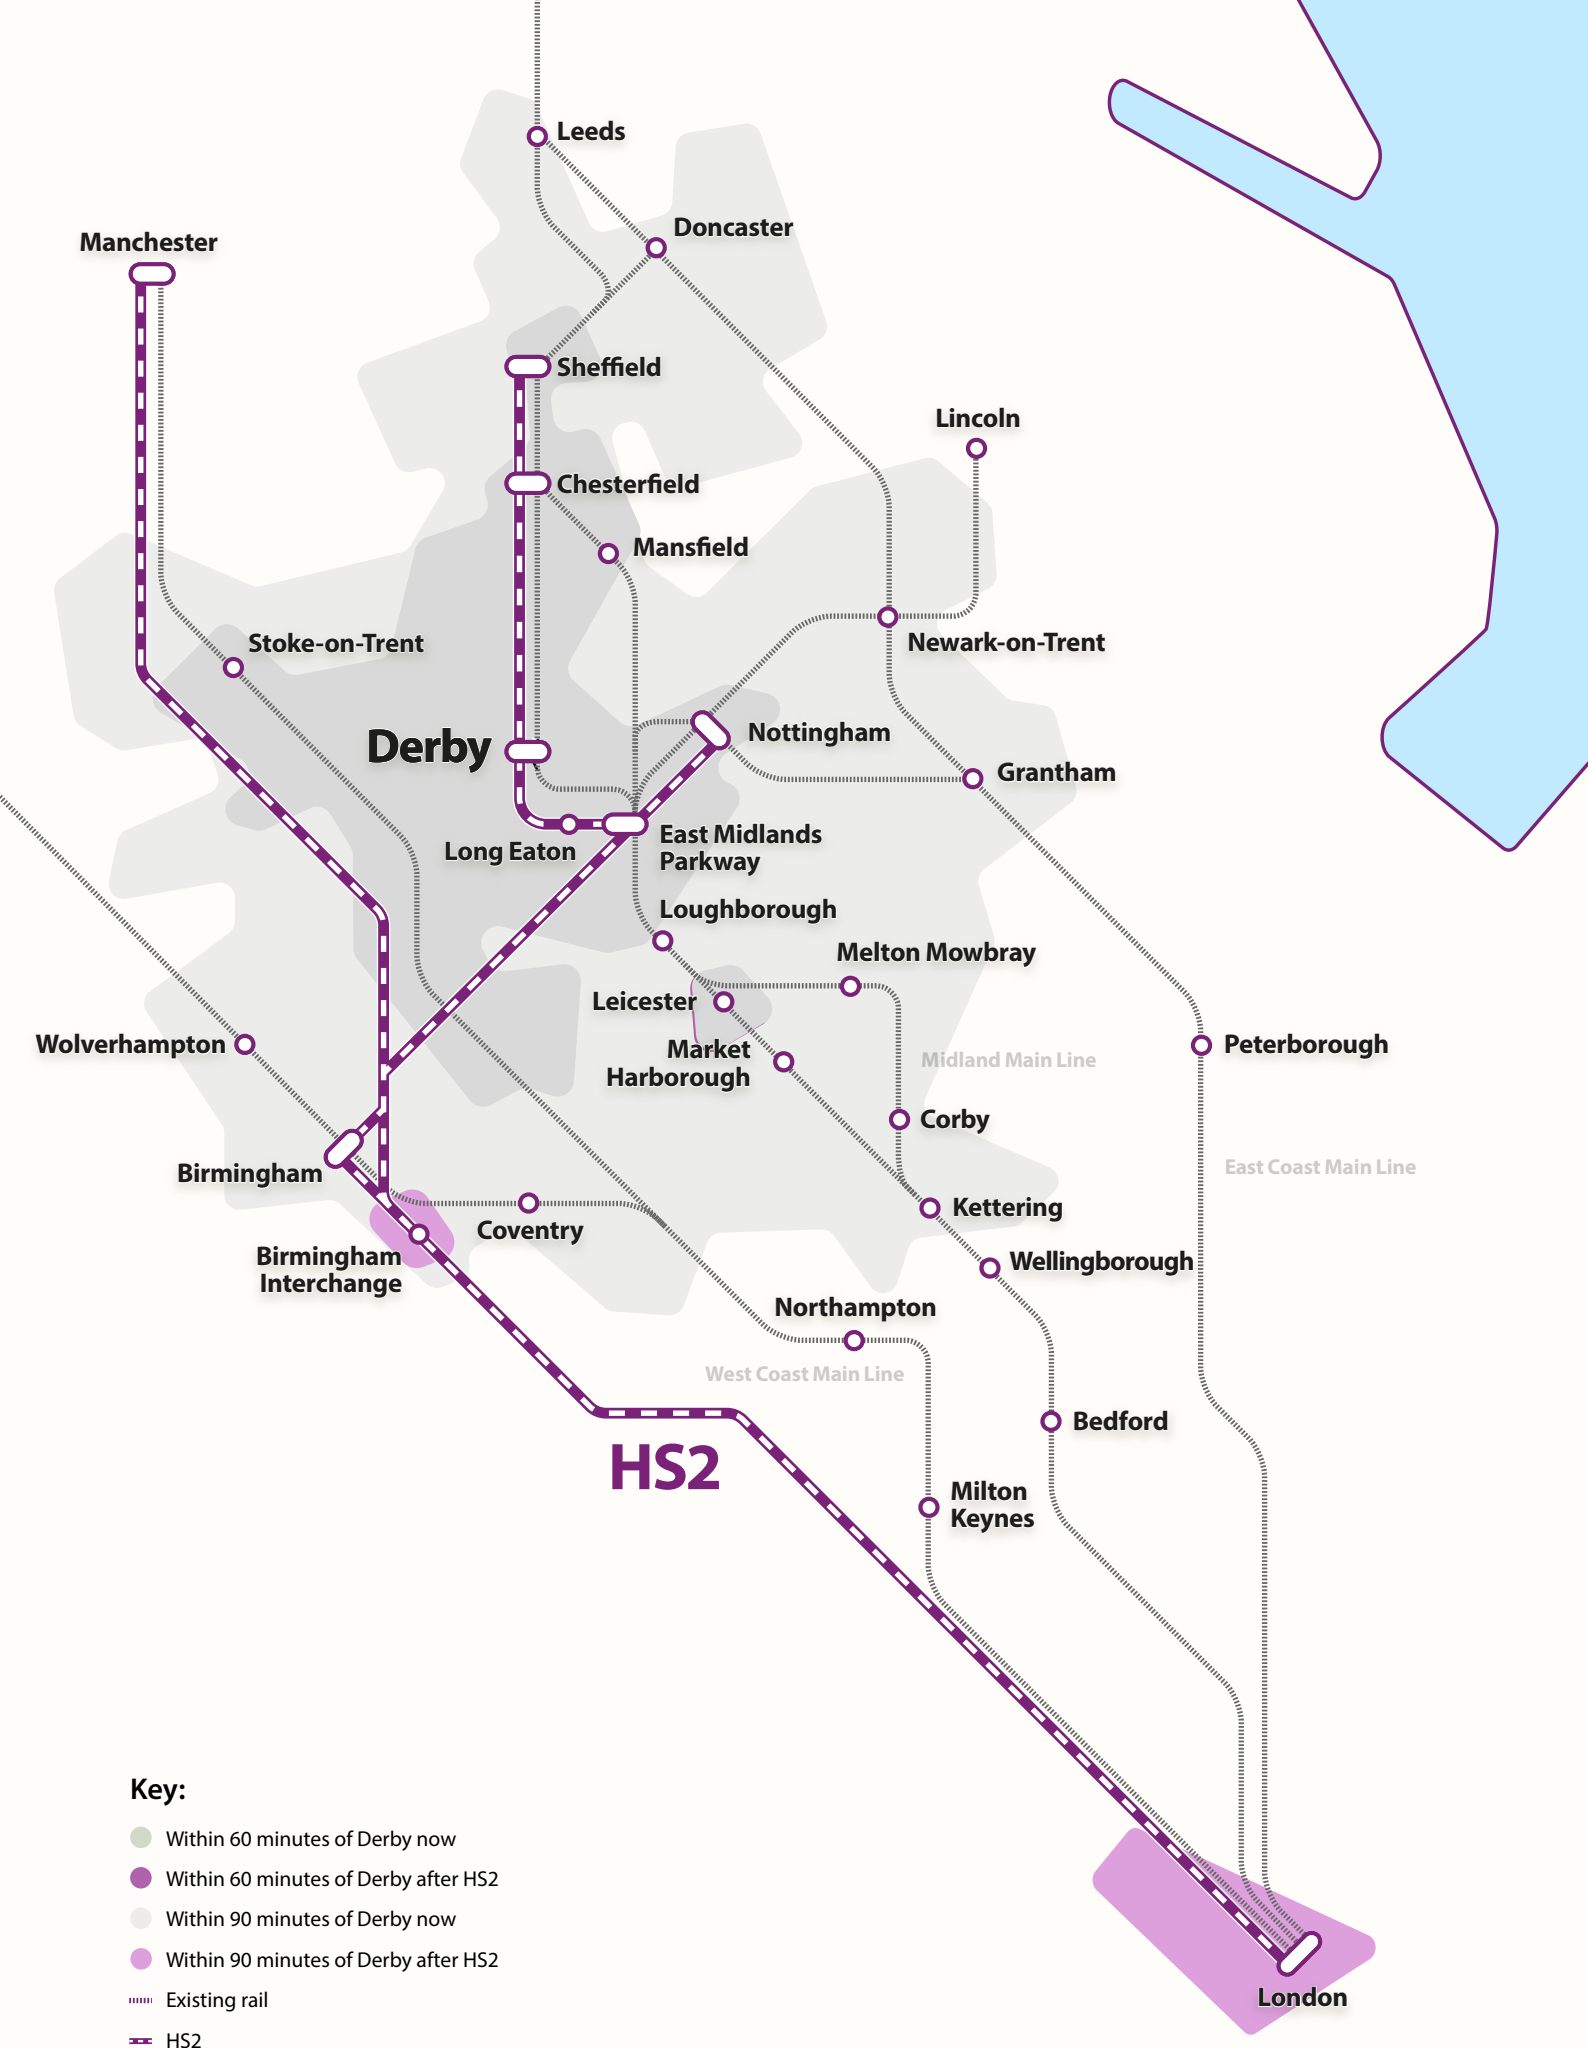 Leeds
Doncaster
Manchester
Sheffield
Lincoln
Chesterfield
Mansfield
Stoke-on-Trent
Newark-on-Trent
Derby
Nottingham
Grantham
Long Eaton
East Midlands
Parkway
Loughborough
Melton Mowbray
Leicester
Wolverhampton
Market
Harborough
Midland Main Line
Peterborough
Corby
Birmingham
East Coast Main Line
Kettering
Coventry
Birmingham
Interchange
Wellingborough
Northampton
West Coast Main Line
Bedford
HS2
Milton
Keynes
London
Key:
Within 60 minutes of Derby now
Within 60 minutes of Derby after HS2
Within 90 minutes of Derby now
Within 90 minutes of Derby after HS2
Existing rail
HS2